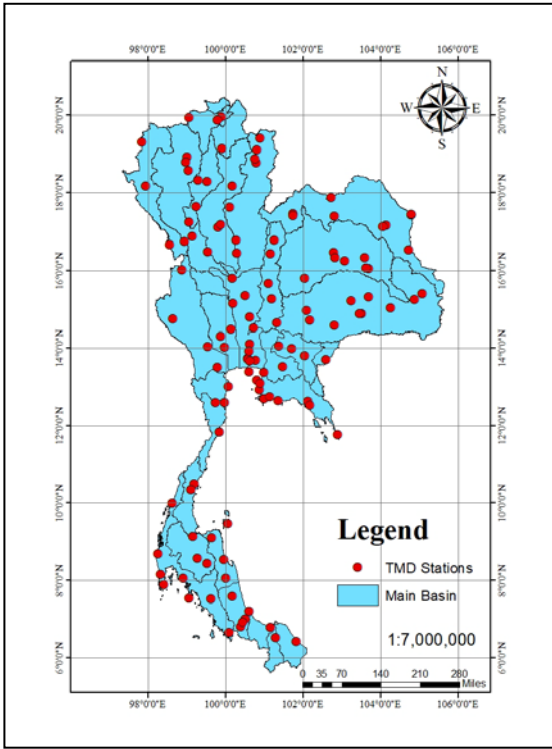 98°0'0"E 100°0'0"E 102°0'0"E 104°0'0"E 106°0'0"E
N
W E
S
20°0'0"N 20°0'0"N
18°0'0"N 18°0'0"N
16°0'0"N 16°0'0"N
14°0'0"N 14°0'0"N
12°0'0"N 12°0'0"N
10°0'0"N 10°0'0"N
8°0'0"N 8°0'0"N
6°0'0"N 6°0'0"N
Legend
TMD Stations
Main Basin
1:7,000,000
0 35 70 140 210 280
Miles
98°0'0"E 100°0'0"E 102°0'0"E 104°0'0"E 106°0'0"E